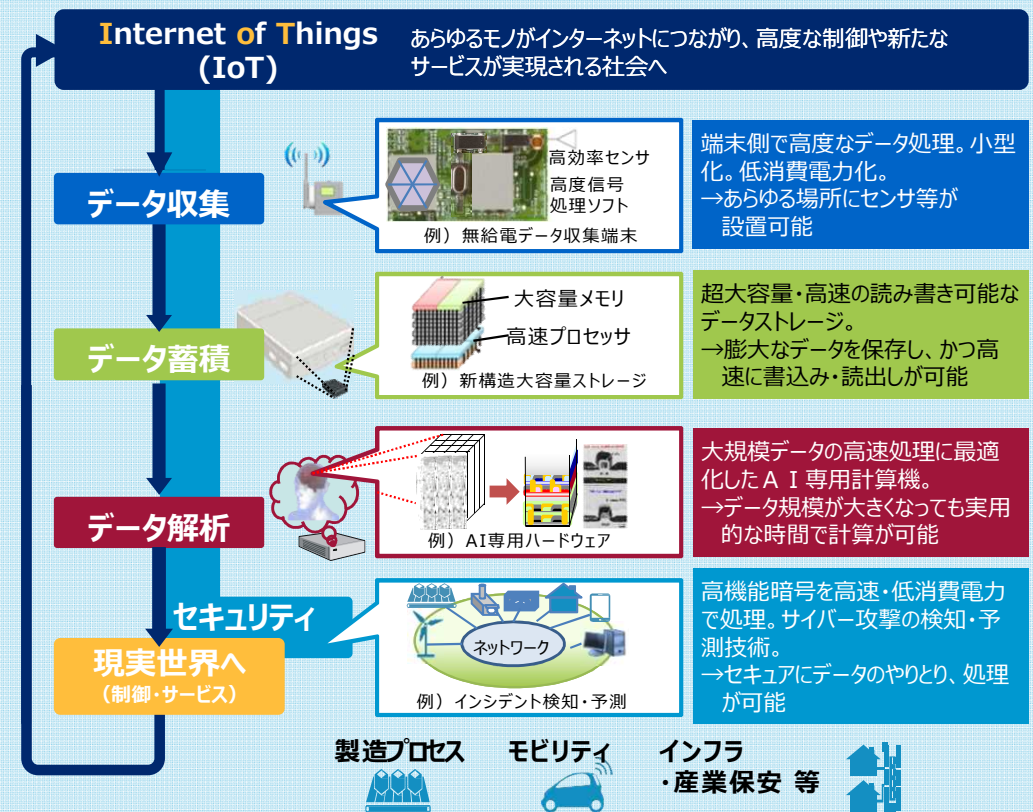 Internet of Things
(IoT)
あらゆるモノがインターネットにつながり、高度な制御や新たな
サービスが実現される社会へ
データ収集
高効率センサ
高度信号
処理ソフト
例）無給電データ収集端末
端末側で高度なデータ処理。小型
化。低消費電力化。
→あらゆる場所にセンサ等が
設置可能
データ蓄積
大容量メモリ
高速プロセッサ
例）新構造大容量ストレージ
超大容量・高速の読み書き可能な
データストレージ。
→膨大なデータを保存し、かつ高
速に書込み・読出しが可能
データ解析
例）AI専用ハードウェア
大規模データの高速処理に最適
化したＡＩ専用計算機。
→データ規模が大きくなっても実用
的な時間で計算が可能
セキュリティ
ネットワーク
例）インシデント検知・予測
高機能暗号を高速・低消費電力
で処理。サイバー攻撃の検知・予
測技術。
→セキュアにデータのやりとり、処理
が可能
現実世界へ
（制御・サービス）
製造プロセス
モビリティ
インフラ
・産業保安 等